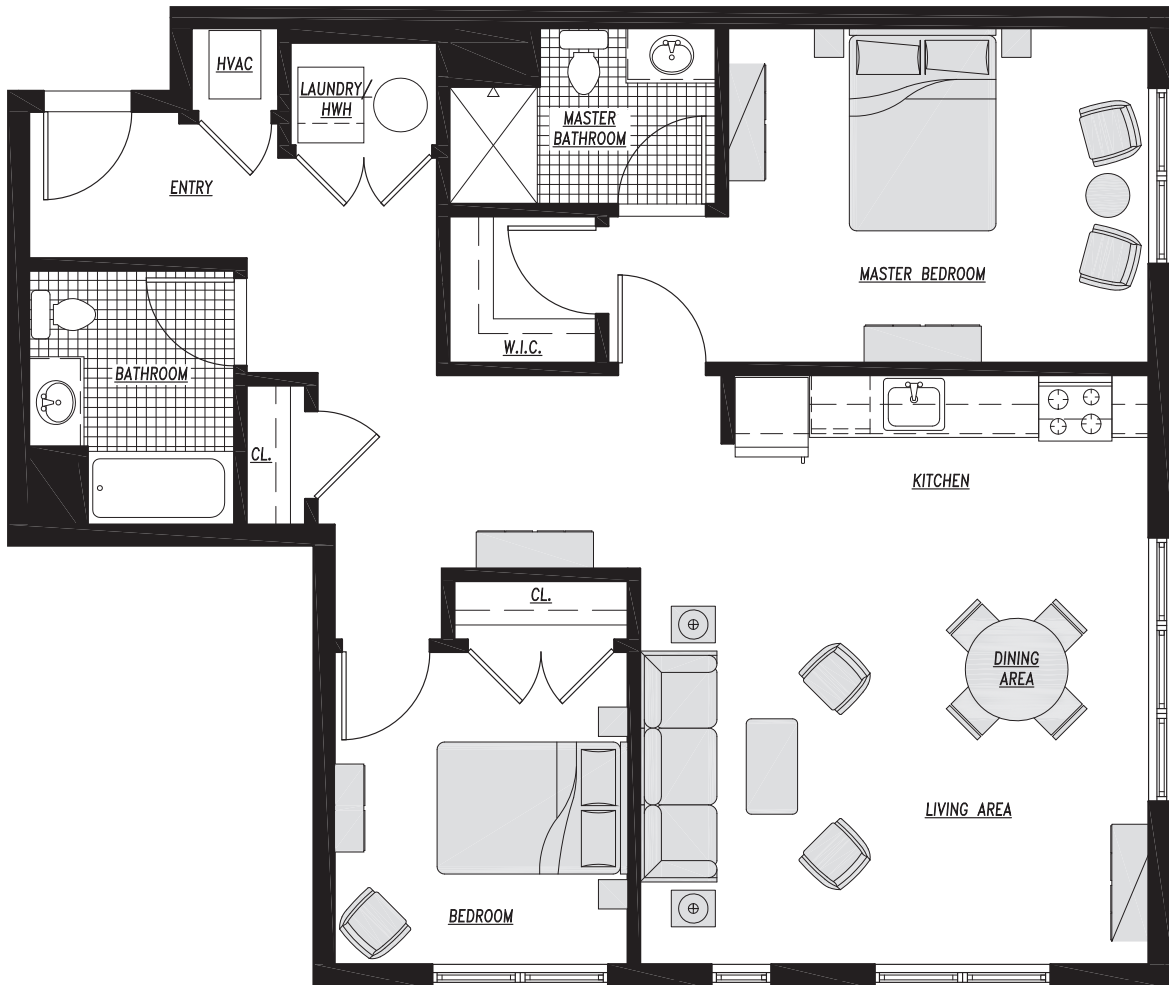 HVAC
LAUNDRY/
HWH
MASTER
BATHROOM
ENTRY
MASTER BEDROOM
W.I.C.
BATHROOM
CL.
KITCHEN
CL.
DINING
AREA
LIVING AREA
BEDROOM